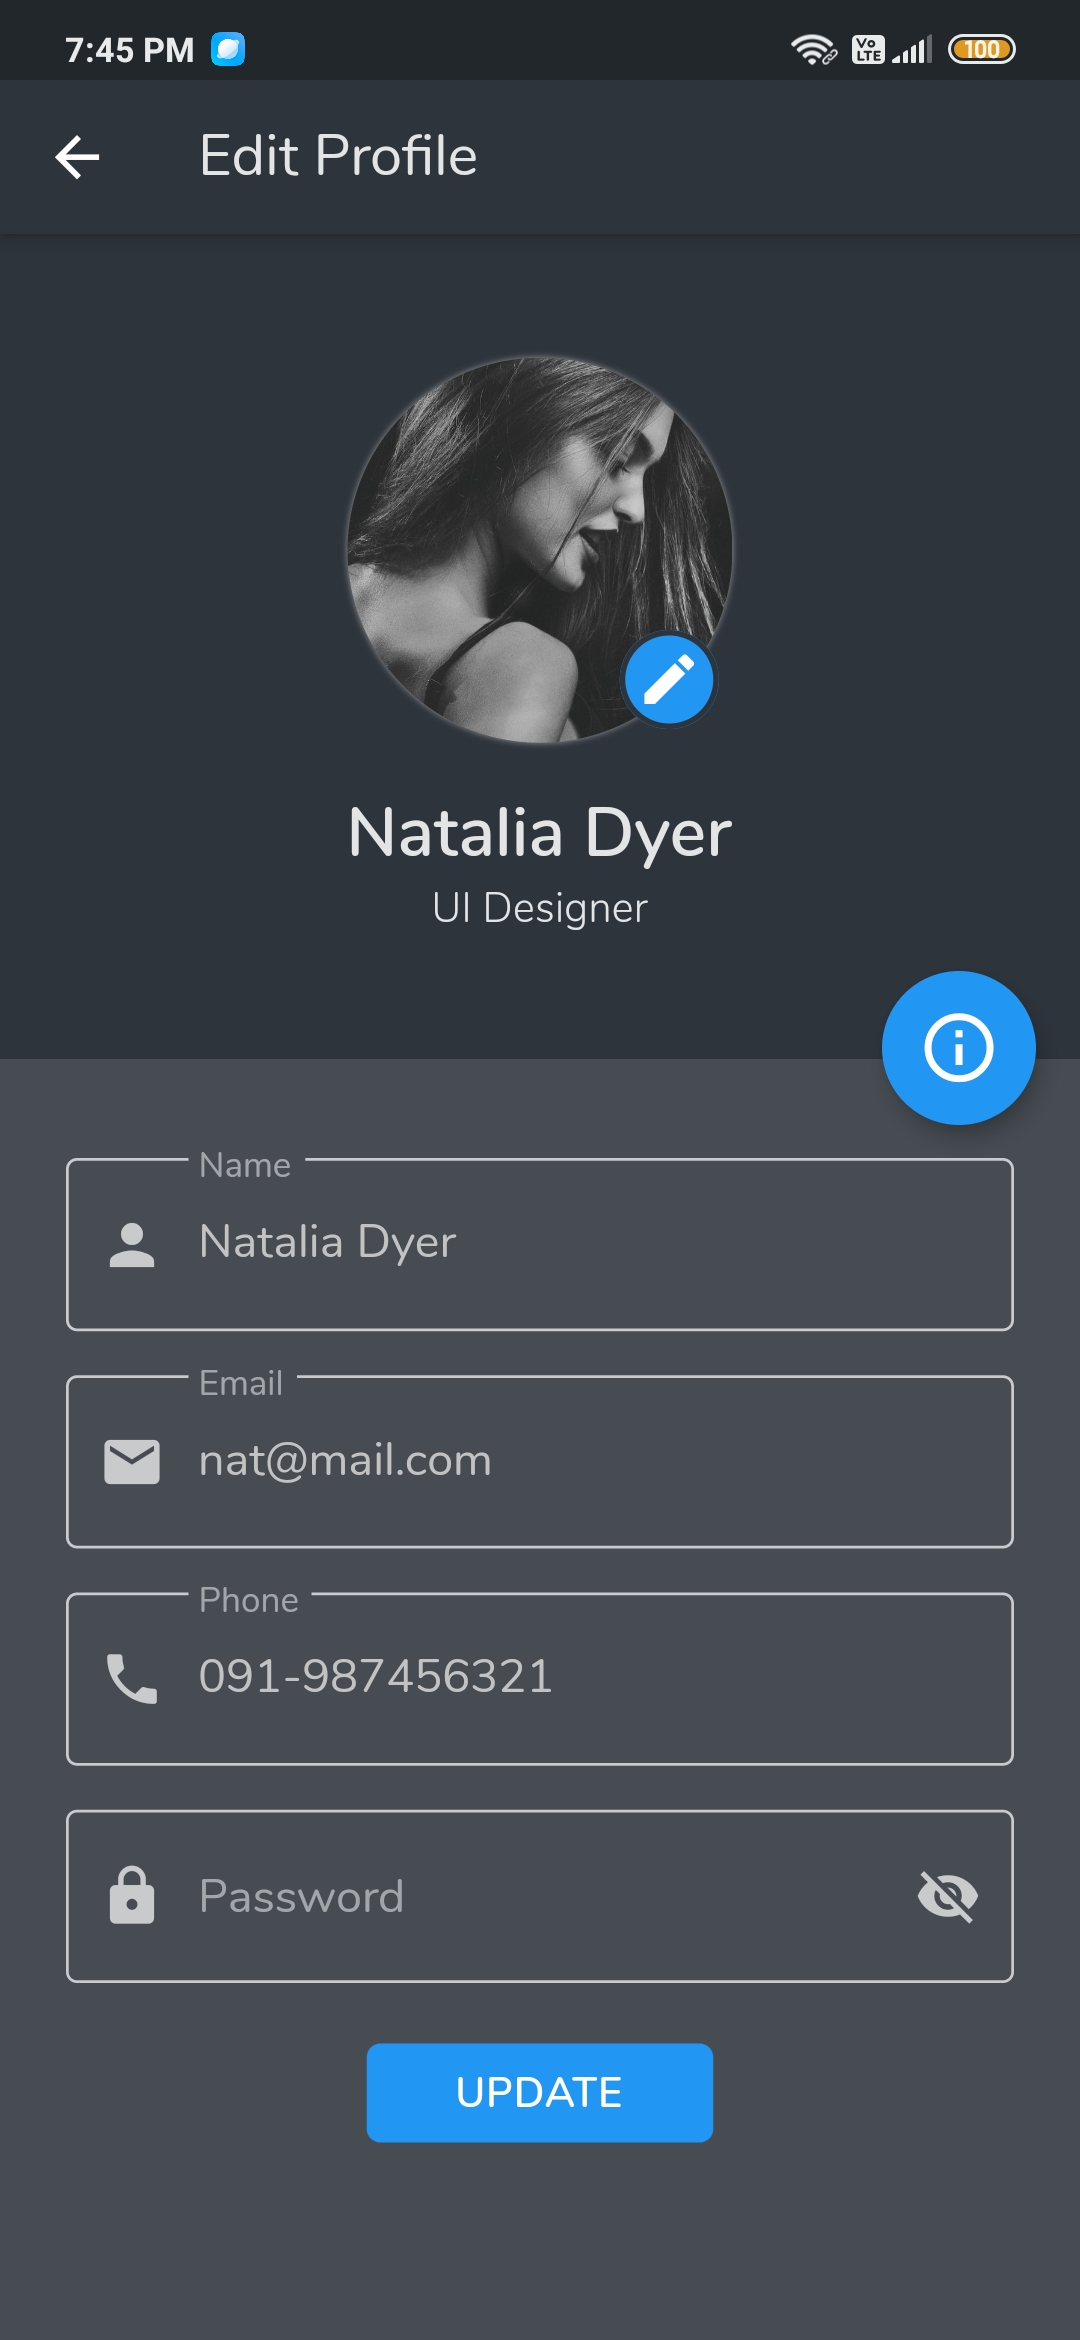 7:45 PM
Vo
LTE
100
Edit Profile
Natalia Dyer
UI Designer
Name
Natalia Dyer
Email
nat@mail.com
Phone
091-987456321
Password
UPDATE